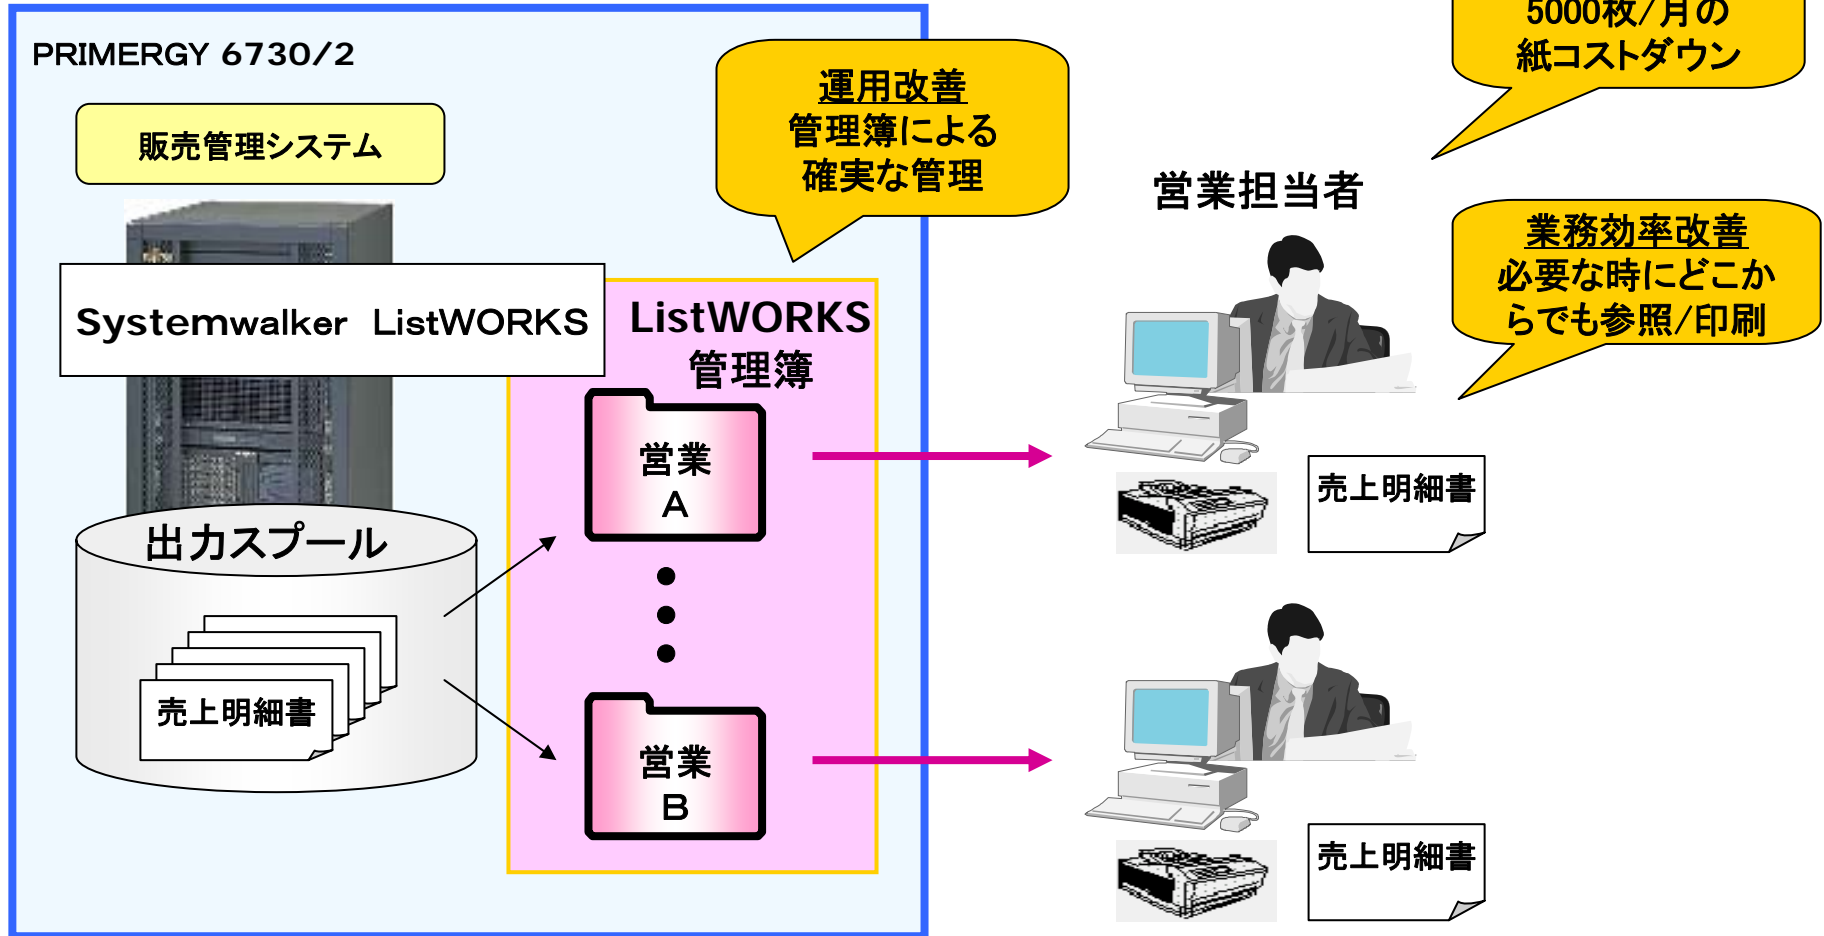 PRIMERGY 6730/2
販売管理システム
Systemwalker ListWORKS
運用改善
管理簿による
確実な管理
5000枚/月の
紙コストダウン
営業担当者
業務効率改善
必要な時にどこか
らでも参照/印刷
ListWORKS
管理簿
営業
A
営業
B
出力スプール
売上明細書
売上明細書
売上明細書